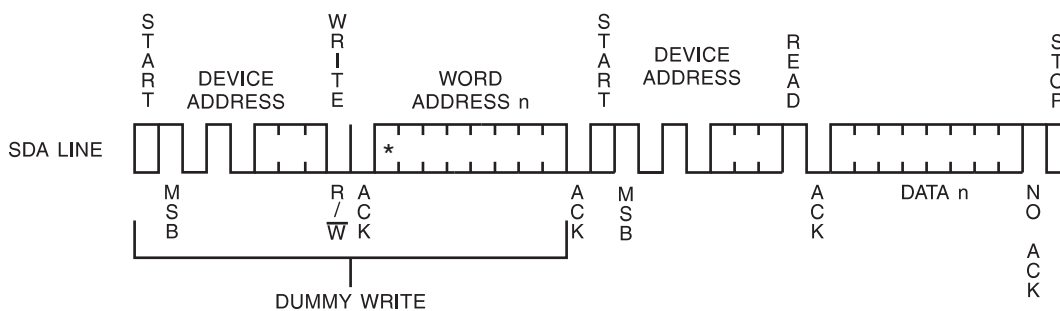 START
DEVICE
ADDRESS
WRITE
WORD
ADDRESS n
START
DEVICE
ADDRESS
READ
STOP
SDA LINE
*
MSB
R/W
ACK
ACK
MSB
ACK
DATA n
NO ACK
DUMMY WRITE